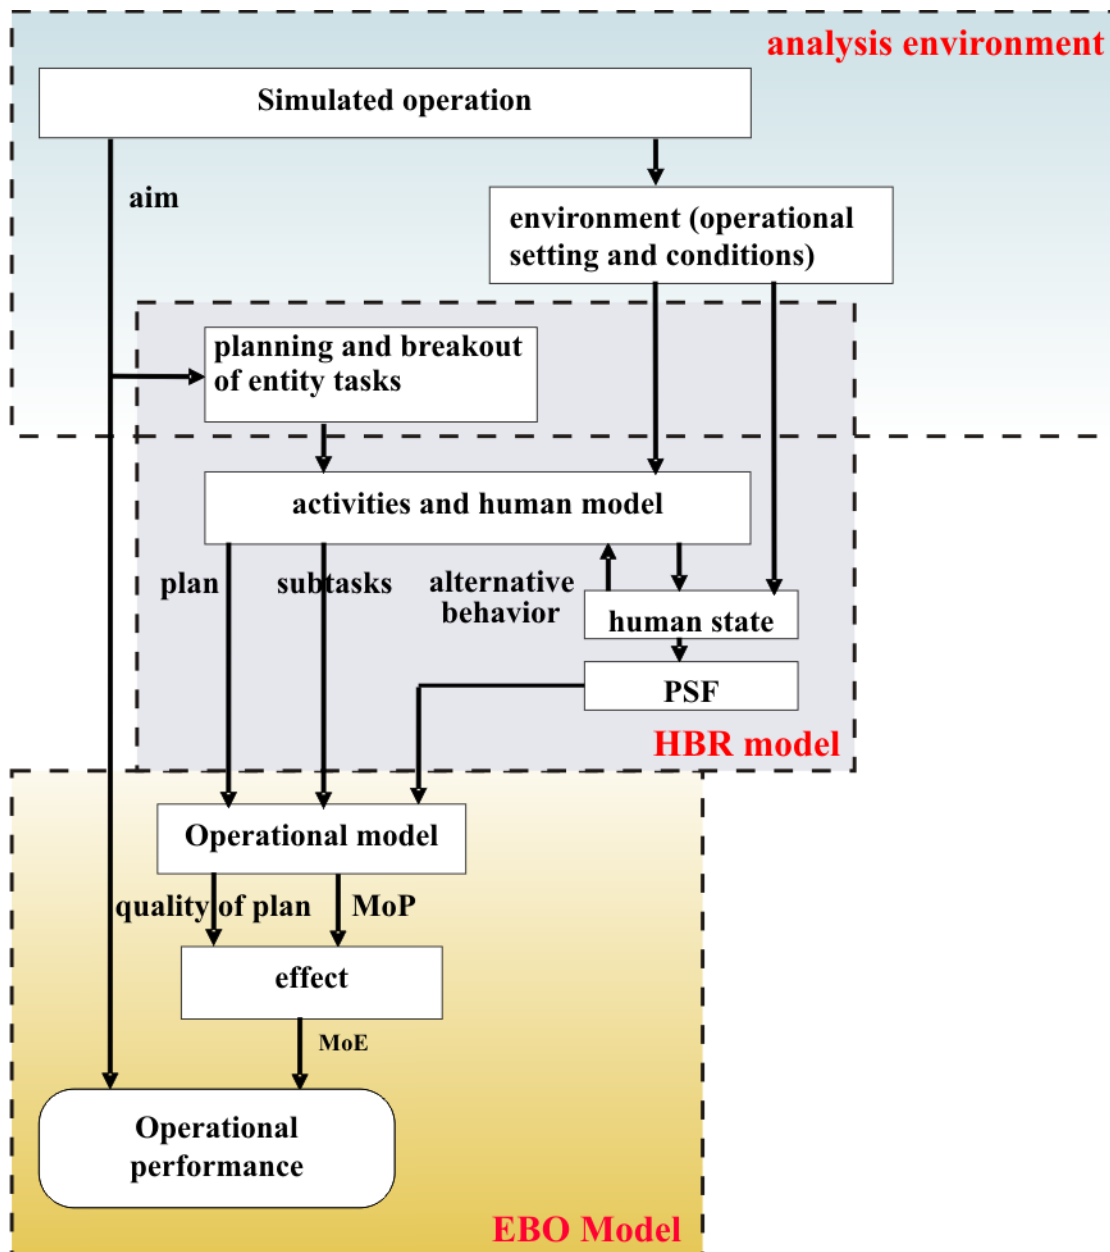 analysis environment
Simulated operation
aim
environment (operational
setting and conditions)
planning and breakout
of entity tasks
activities and human model
plan
subtasks
alternative
behavior
human state
PSF
HBR model
Operational model
quality of plan
MoP
effect
MoE
Operational
performance
EBO Model